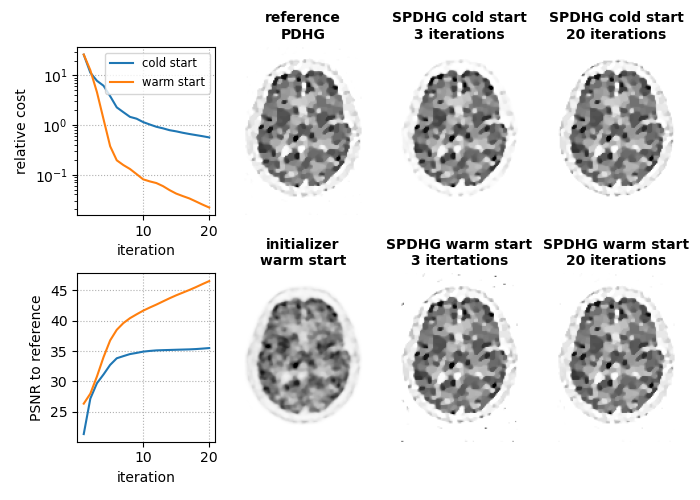 reference
PDHG
SPDHG cold start
3 iterations
SPDHG cold start
20 iterations
cold start
warm start
relative cost
10¹
10⁰
10⁻¹
10
20
iteration
initializer
warm start
SPDHG warm start
3 itertations
SPDHG warm start
20 iterations
PSNR to reference
45
40
35
30
25
10
20
iteration